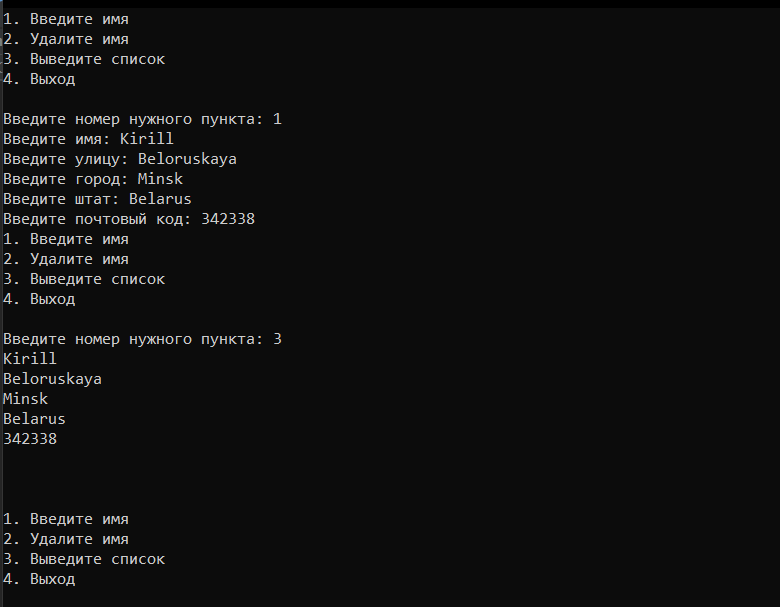 1. Введите имя
2. Удалите имя
3. Выведите список
4. Выход
Введите номер нужного пункта: 1
Введите имя: Kirill
Введите улицу: Beloruskaya
Введите город: Minsk
Введите штат: Belarus
Введите почтовый код: 342338
1. Введите имя
2. Удалите имя
3. Выведите список
4. Выход
Введите номер нужного пункта: 3
Kirill
Beloruskaya
Minsk
Belarus
342338
1. Введите имя
2. Удалите имя
3. Выведите список
4. Выход